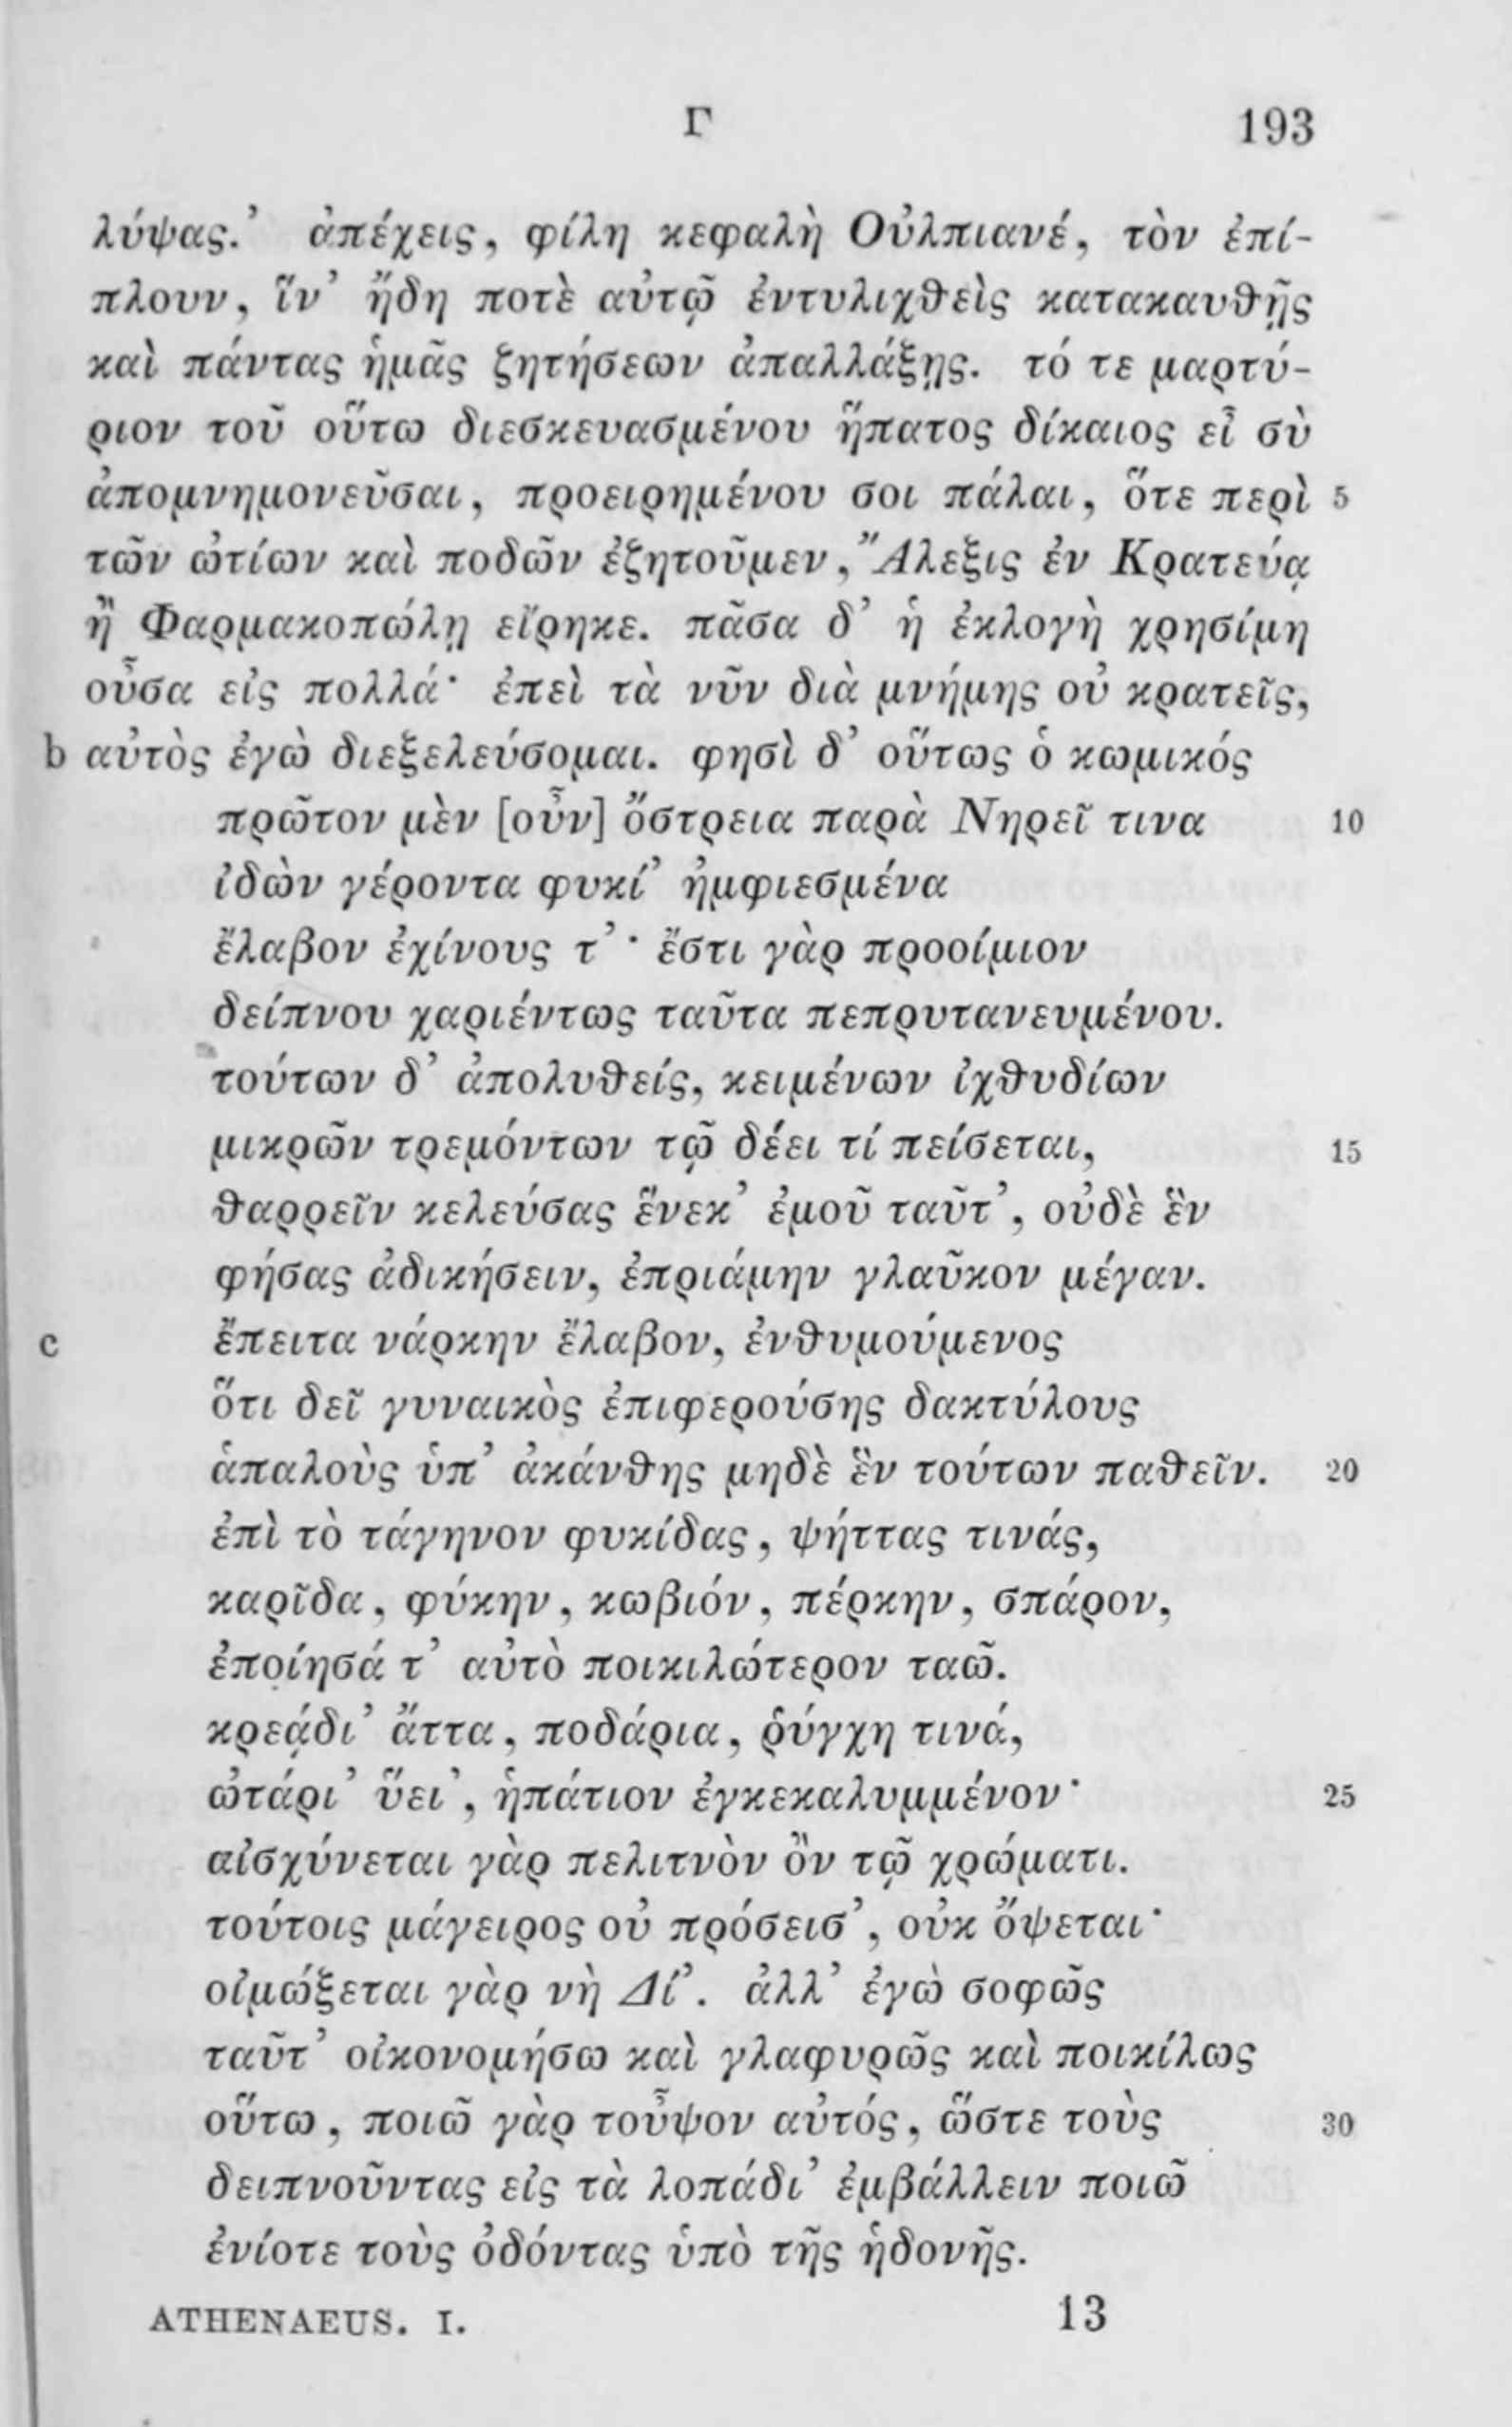 Γ 193
λύψας.’ ἀπέχεις, φίλη κεφαλὴ Οὐλπιανέ, τὸν ἐπί-
πλουν, ἵν’ ἤδη ποτὲ αὐτῷ ἐντυλιχθεὶς κατακαυθῇς
καὶ πάντας ἡμᾶς ζητήσεων ἀπαλλάξῃς. τό τε μαρτύ-
ριον τοῦ οὕτω διεσκευασμένου ἥπατος δίκαιος εἶ σὺ
ἀπομνημονεῦσαι, προειρημένου σοι πάλαι, ὅτε περὶ 5
τῶν ὠτίων καὶ ποδῶν ἐζητοῦμεν, Ἄλεξις ἐν Κρατεύᾳ
ἢ Φαρμακοπώλῃ εἴρηκε. πᾶσα δ’ ἡ ἐκλογὴ χρησίμη
οὖσα εἰς πολλά· ἐπεὶ τὰ νῦν διὰ μνήμης οὐ κρατεῖς,
b αὐτὸς ἐγὼ διεξελεύσομαι. φησὶ δ’ οὕτως ὁ κωμικός
πρῶτον μὲν [οὖν] ὄστρεια παρὰ Νηρεῖ τινα 10
ἰδὼν γέροντα φυκί’ ἠμφιεσμένα
ἔλαβον ἐχίνους τ’· ἔστι γὰρ προοίμιον
δείπνου χαριέντως ταῦτα πεπρυτανευμένου.
τούτων δ’ ἀπολυθείς, κειμένων ἰχθυδίων
μικρῶν τρεμόντων τῷ δέει τί πείσεται, 15
θαρρεῖν κελεύσας ἕνεκ’ ἐμοῦ ταῦτ’, οὐδὲ ἓν
φήσας ἀδικήσειν, ἐπριάμην γλαῦκον μέγαν.
c ἔπειτα νάρκην ἔλαβον, ἐνθυμούμενος
ὅτι δεῖ γυναικὸς ἐπιφερούσης δακτύλους
ἁπαλοὺς ὑπ’ ἀκάνθης μηδὲ ἓν τούτων παθεῖν. 20
ἐπὶ τὸ τάγηνον φυκίδας, ψήττας τινάς,
καρῖδα, φύκην, κωβιόν, πέρκην, σπάρον,
ἐποίησά τ’ αὐτὸ ποικιλώτερον ταῶ.
κρεᾴδι’ ἄττα, ποδάρια, ῥύγχη τινά,
ὠτάρι’ ὕει’, ἡπάτιον ἐγκεκαλυμμένον· 25
αἰσχύνεται γὰρ πελιτνὸν ὂν τῷ χρώματι.
τούτοις μάγειρος οὐ πρόσεισ’, οὐκ ὄψεται·
οἰμώξεται γὰρ νὴ Δί’. ἀλλ’ ἐγὼ σοφῶς
ταῦτ’ οἰκονομήσω καὶ γλαφυρῶς καὶ ποικίλως
οὕτω, ποιῶ γὰρ τοὖψον αὐτός, ὥστε τοὺς 30
δειπνοῦντας εἰς τὰ λοπάδι’ ἐμβάλλειν ποιῶ
ἐνίοτε τοὺς ὀδόντας ὑπὸ τῆς ἡδονῆς.
ATHENAEUS. I. 13